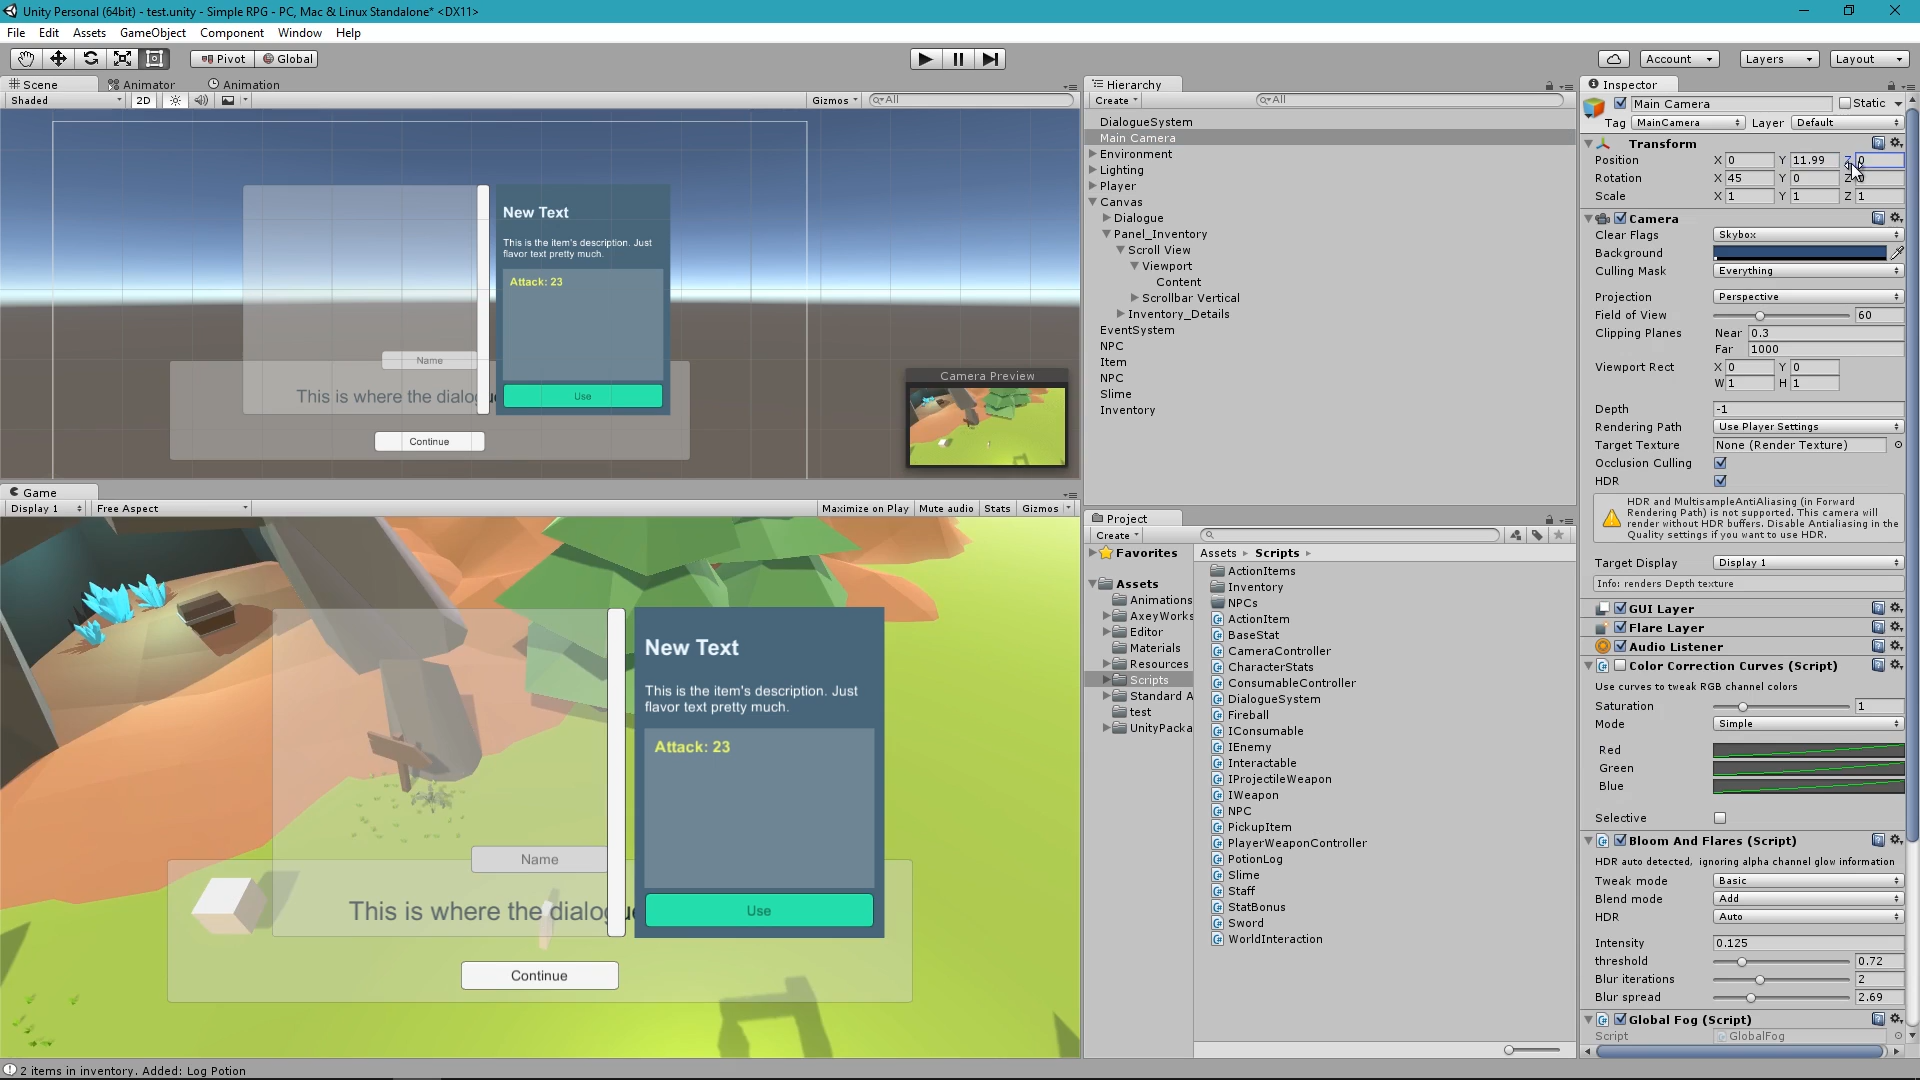 Unity Personal (64bit) - test.unity - Simple RPG - PC, Mac & Linux Standalone* <DX11>
File Edit Assets GameObject Component Window Help
Pivot Global Account Layers Layout
Scene Animator Animation
Shaded 2D Gizmos All
New Text
This is the item's description. Just
flavor text pretty much.
Attack: 23
Name
This is where the dialogu
Use
Continue
Camera Preview
Game
Display 1 Free Aspect Maximize on Play Mute audio Stats Gizmos
New Text
This is the item's description. Just
flavor text pretty much.
Attack: 23
Name
This is where the dialogu
Use
Continue
2 items in inventory. Added: Log Potion
Hierarchy
Create All
DialogueSystem
Main Camera
Environment
Lighting
Player
Canvas
Dialogue
Panel_Inventory
Scroll View
Viewport
Content
Scrollbar Vertical
Inventory_Details
EventSystem
NPC
Item
NPC
Slime
Inventory
Project
Create
Favorites
Assets
Animations
AxeyWorks
Editor
Materials
Resources
Scripts
Standard A
test
UnityPacka
Assets Scripts
ActionItems
Inventory
NPCs
ActionItem
BaseStat
CameraController
CharacterStats
ConsumableController
DialogueSystem
Fireball
IConsumable
IEnemy
Interactable
IProjectileWeapon
IWeapon
NPC
PickupItem
PlayerWeaponController
PotionLog
Slime
Staff
StatBonus
Sword
WorldInteraction
Inspector
Main Camera Static
Tag MainCamera Layer Default
Transform
Position X 0 Y 11.99 Z 0
Rotation X 45 Y 0 Z 0
Scale X 1 Y 1 Z 1
Camera
Clear Flags Skybox
Background
Culling Mask Everything
Projection Perspective
Field of View 60
Clipping Planes Near 0.3
Far 1000
Viewport Rect X 0 Y 0
W 1 H 1
Depth -1
Rendering Path Use Player Settings
Target Texture None (Render Texture)
Occlusion Culling
HDR
HDR and MultisampleAntiAliasing (in Forward
Rendering Path) is not supported. This camera will
render without HDR buffers. Disable Antialiasing in the
Quality settings if you want to use HDR.
Target Display Display 1
Info: renders Depth texture
GUI Layer
Flare Layer
Audio Listener
Color Correction Curves (Script)
Use curves to tweak RGB channel colors
Saturation 1
Mode Simple
Red
Green
Blue
Selective
Bloom And Flares (Script)
HDR auto detected, ignoring alpha channel glow information
Tweak mode Basic
Blend mode Add
HDR Auto
Intensity 0.125
threshold 0.72
Blur iterations 2
Blur spread 2.69
Global Fog (Script)
Script GlobalFog